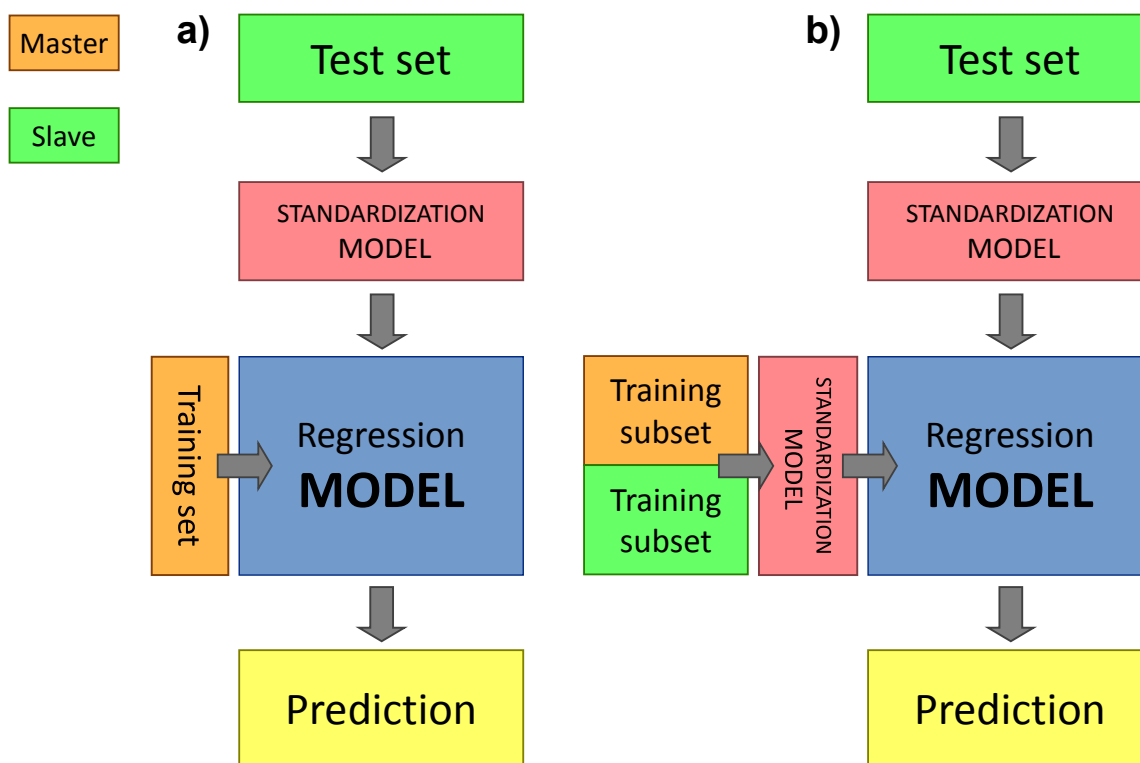 Master
Slave
a)
Test set
STANDARDIZATION
MODEL
Training set
Regression
MODEL
Prediction
b)
Test set
STANDARDIZATION
MODEL
Training
subset
Training
subset
STANDARDIZATION
MODEL
Regression
MODEL
Prediction